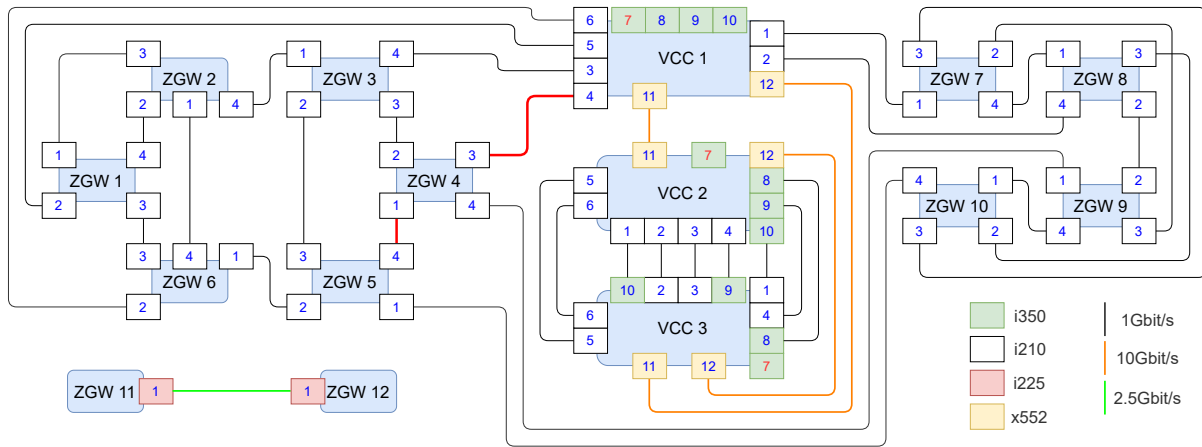 6 7 8 9 10
5 VCC 1 1
3 2
4 11 12
3 ZGW 2 2 1 4
1 ZGW 3 4 2 3
1 ZGW 1 4 2 3
2 ZGW 4 3 1 4
3 4 1 ZGW 6 2
3 ZGW 5 4 2 1
11 7 12
5 VCC 2 8
6 9
1 2 3 4 10
10 2 3 9 1
6 VCC 3 4
5 8
11 12 7
3 ZGW 7 2 1 4
1 ZGW 8 3 4 2
4 ZGW 10 1 3 2
1 ZGW 9 2 4 3
ZGW 11 1
1 ZGW 12
i350
i210
i225
x552
1Gbit/s
10Gbit/s
2.5Gbit/s